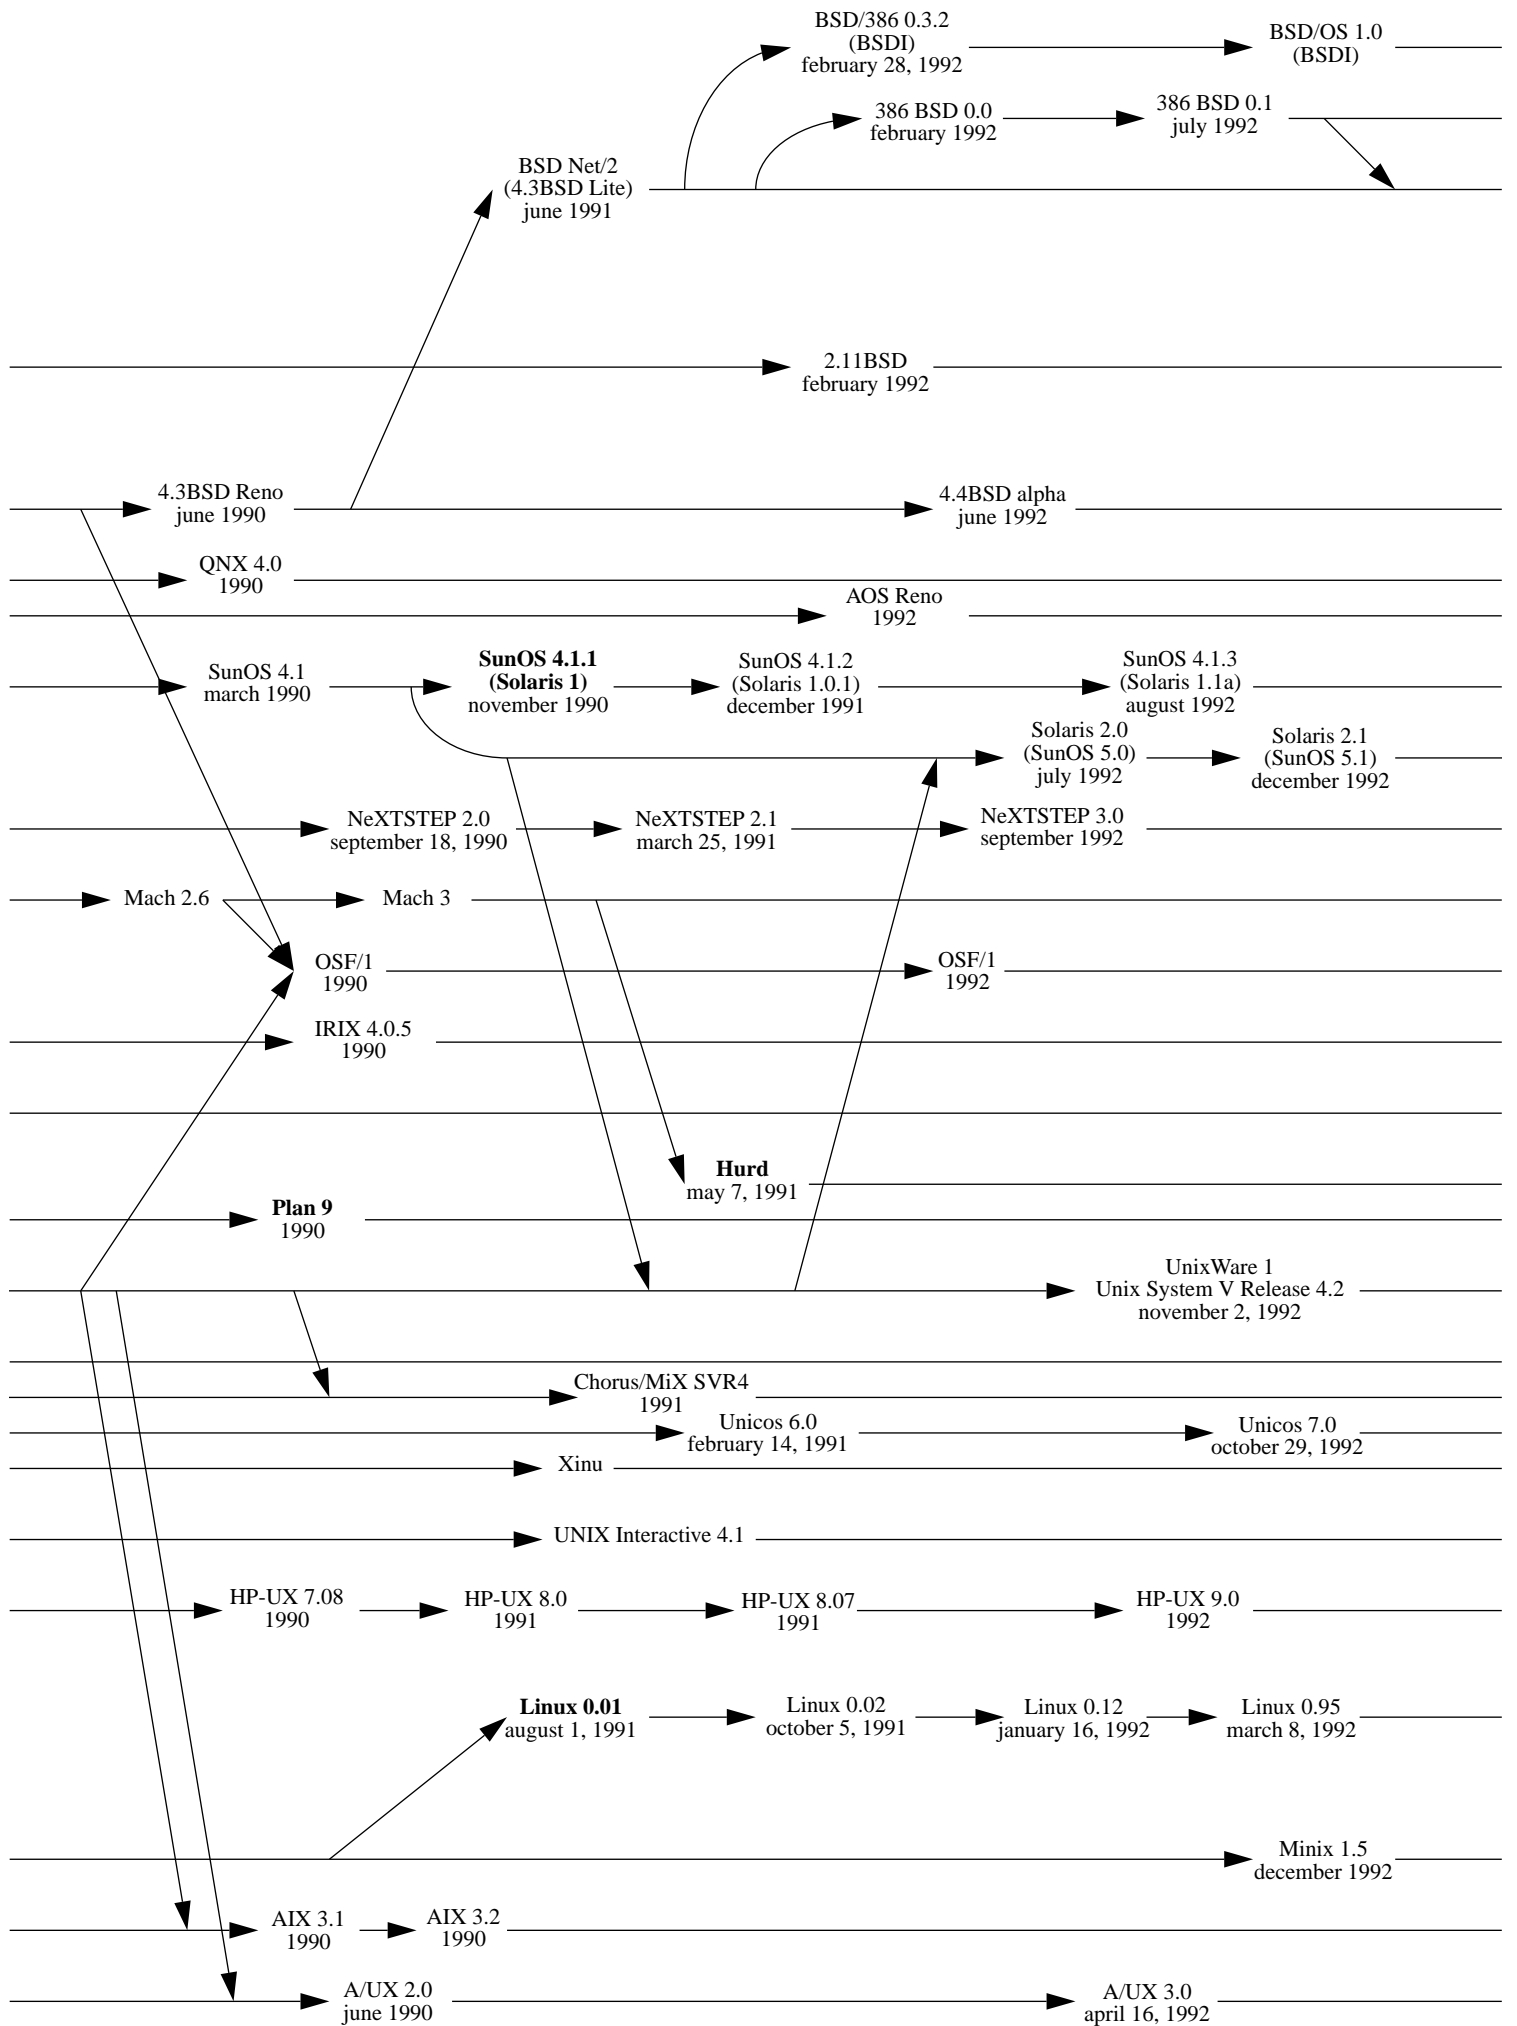 BSD/386 0.3.2
(BSDI)
february 28, 1992
BSD/OS 1.0
(BSDI)
386 BSD 0.0
february 1992
386 BSD 0.1
july 1992
BSD Net/2
(4.3BSD Lite)
june 1991
2.11BSD
february 1992
4.3BSD Reno
june 1990
4.4BSD alpha
june 1992
QNX 4.0
1990
AOS Reno
1992
SunOS 4.1
march 1990
SunOS 4.1.1
(Solaris 1)
november 1990
SunOS 4.1.2
(Solaris 1.0.1)
december 1991
SunOS 4.1.3
(Solaris 1.1a)
august 1992
Solaris 2.0
(SunOS 5.0)
july 1992
Solaris 2.1
(SunOS 5.1)
december 1992
NeXTSTEP 2.0
september 18, 1990
NeXTSTEP 2.1
march 25, 1991
NeXTSTEP 3.0
september 1992
Mach 2.6
Mach 3
OSF/1
1990
OSF/1
1992
IRIX 4.0.5
1990
Hurd
may 7, 1991
Plan 9
1990
UnixWare 1
Unix System V Release 4.2
november 2, 1992
Chorus/MiX SVR4
1991
Unicos 6.0
february 14, 1991
Unicos 7.0
october 29, 1992
Xinu
UNIX Interactive 4.1
HP-UX 7.08
1990
HP-UX 8.0
1991
HP-UX 8.07
1991
HP-UX 9.0
1992
Linux 0.01
august 1, 1991
Linux 0.02
october 5, 1991
Linux 0.12
january 16, 1992
Linux 0.95
march 8, 1992
Minix 1.5
december 1992
AIX 3.1
1990
AIX 3.2
1990
A/UX 2.0
june 1990
A/UX 3.0
april 16, 1992